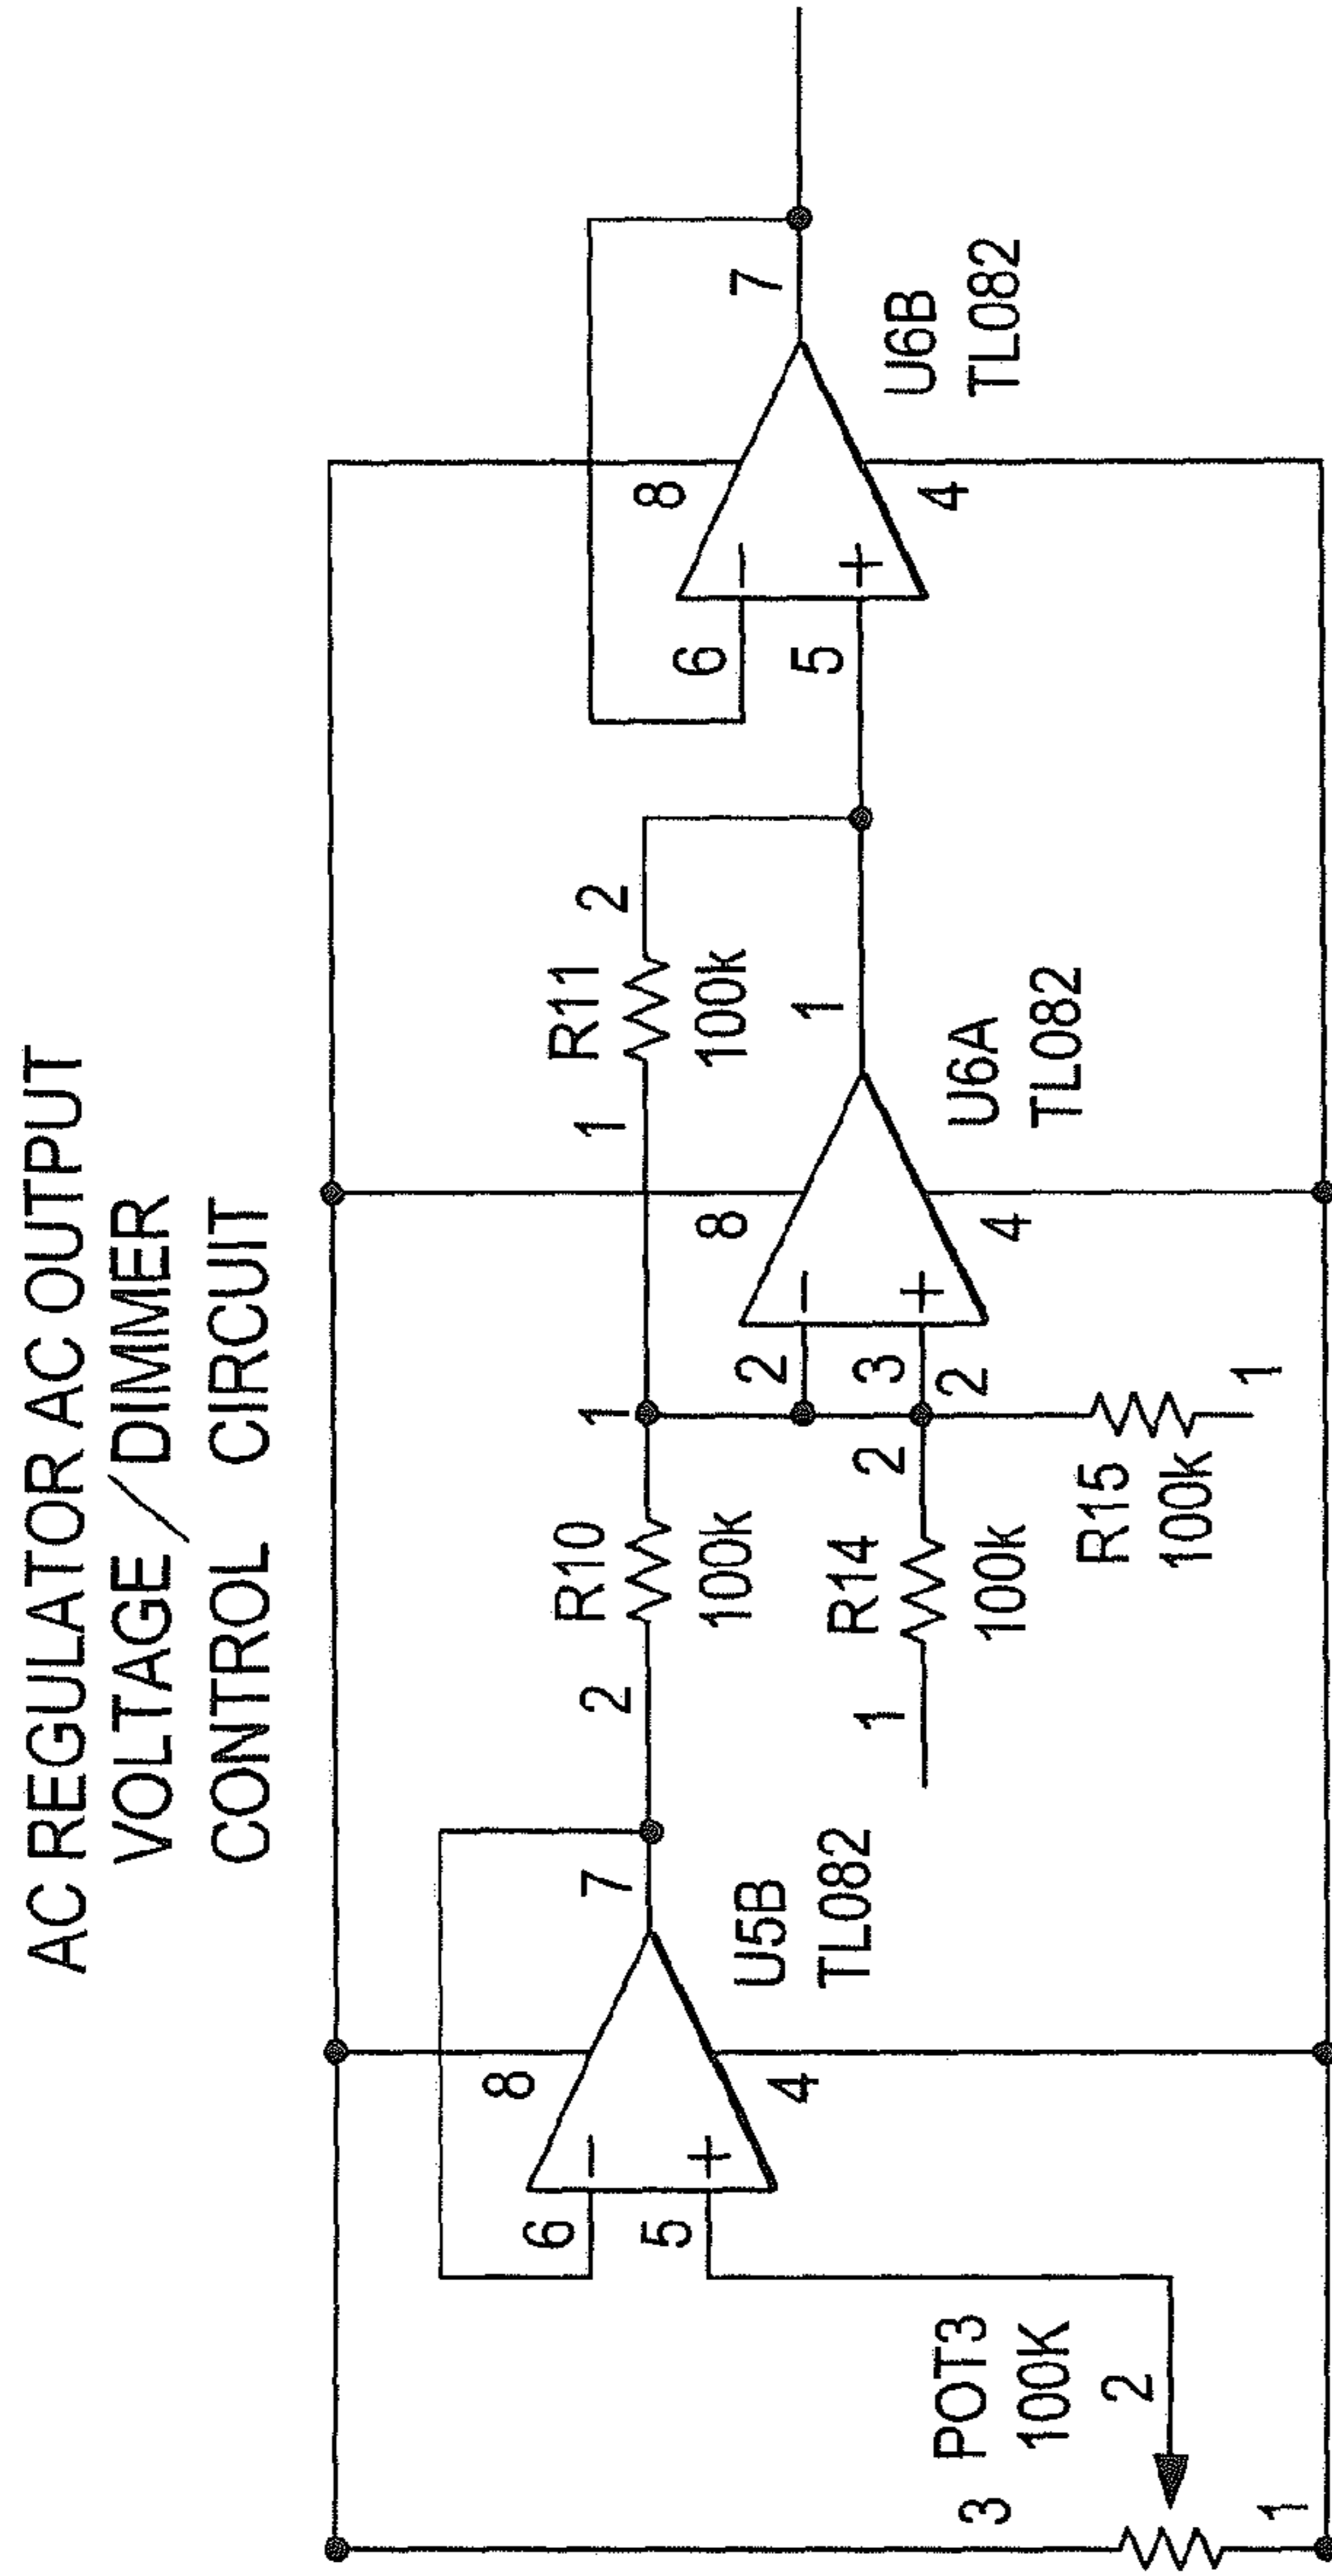 AC REGULATOR AC OUTPUT
VOLTAGE / DIMMER
CONTROL CIRCUIT
8
6
5
7
4
U5B
TL082
POT3
100K
3
2
1
2
R10
100k
1
1
R14
100k
2
2
R15
100k
1
1
R11
100k
2
8
2
3
1
4
U6A
TL082
8
6
5
7
4
U6B
TL082